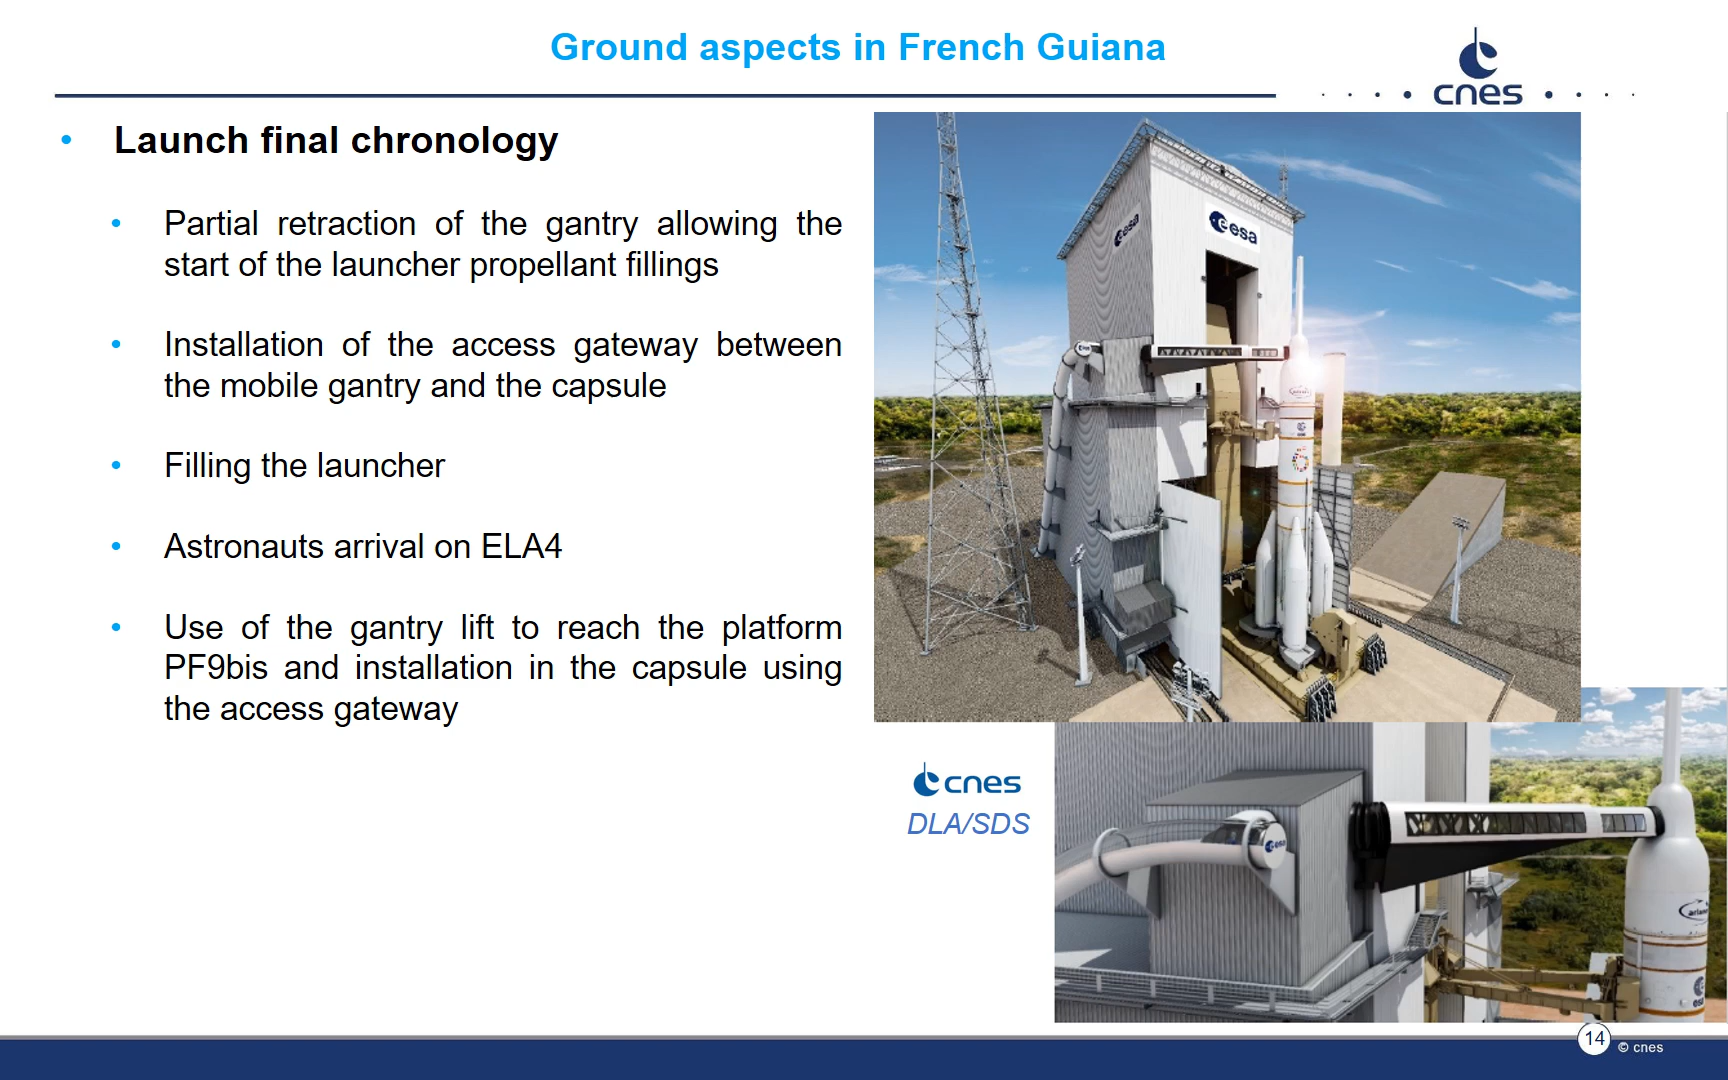 Ground aspects in French Guiana
cnes
• Launch final chronology
• Partial retraction of the gantry allowing the
start of the launcher propellant fillings
• Installation of the access gateway between
the mobile gantry and the capsule
• Filling the launcher
• Astronauts arrival on ELA4
• Use of the gantry lift to reach the platform
PF9bis and installation in the capsule using
the access gateway
esa
esa
cnes
DLA/SDS
esa
14
© cnes